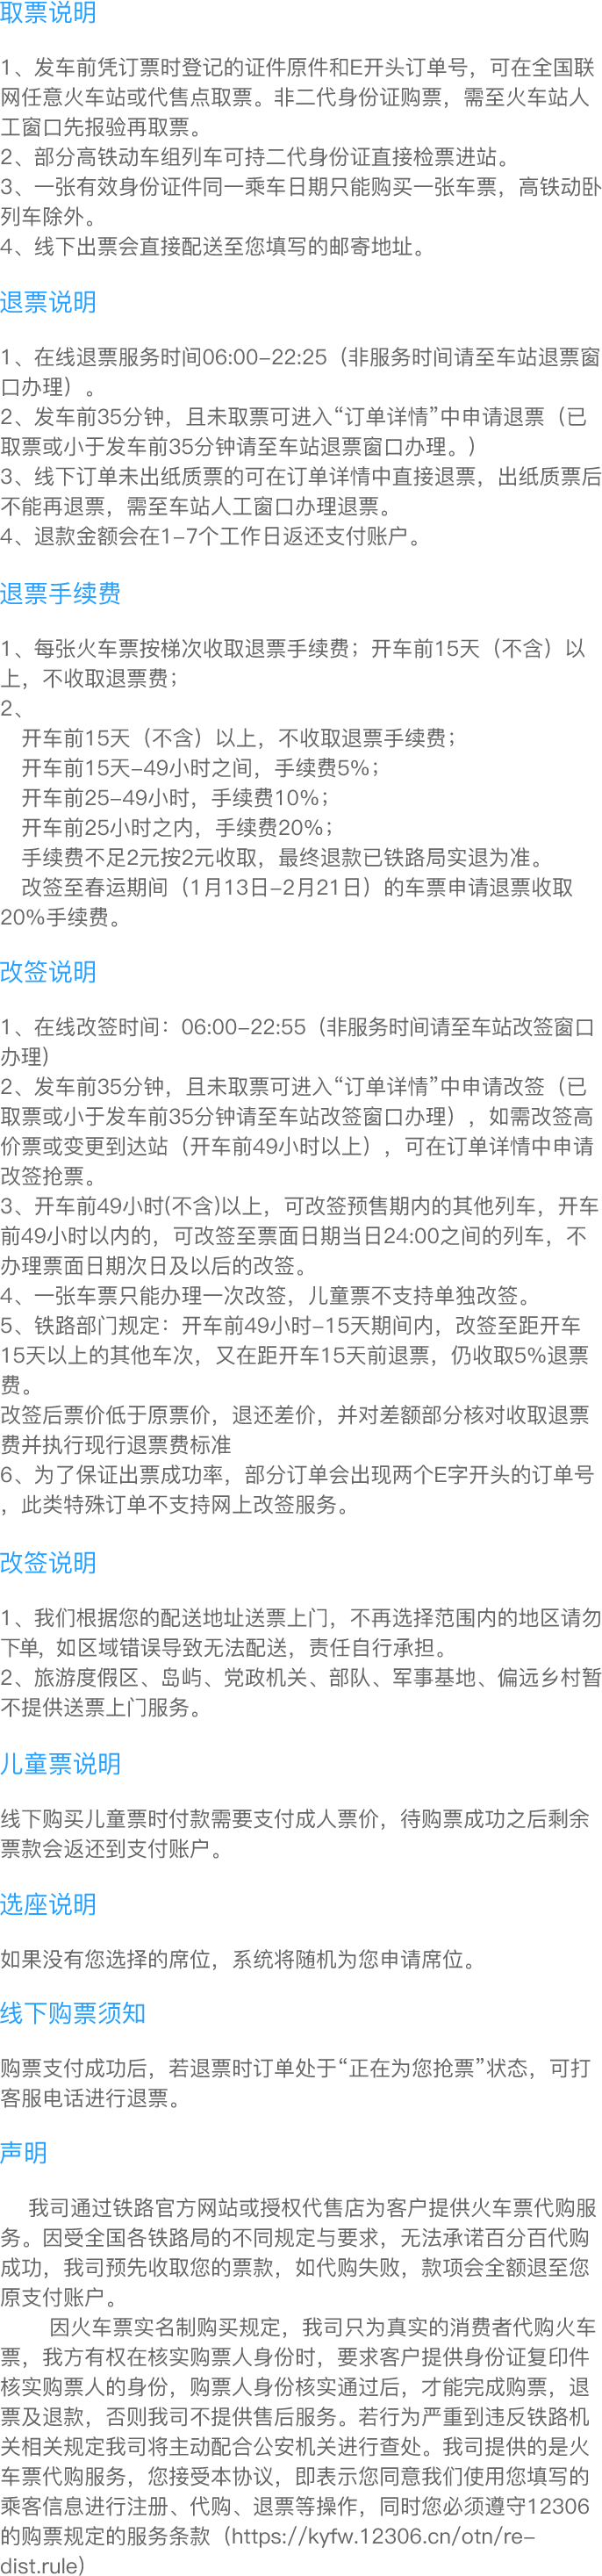 取票说明
1、发车前凭订票时登记的证件原件和E开头订单号，可在全国联
网任意火车站或代售点取票。非二代身份证购票，需至火车站人
工窗口先报验再取票。
2、部分高铁动车组列车可持二代身份证直接检票进站。
3、一张有效身份证件同一乘车日期只能购买一张车票，高铁动卧
列车除外。
4、线下出票会直接配送至您填写的邮寄地址。
退票说明
1、在线退票服务时间06:00-22:25（非服务时间请至车站退票窗
口办理）。
2、发车前35分钟，且未取票可进入“订单详情”中申请退票（已
取票或小于发车前35分钟请至车站退票窗口办理。）
3、线下订单未出纸质票的可在订单详情中直接退票，出纸质票后
不能再退票，需至车站人工窗口办理退票。
4、退款金额会在1-7个工作日返还支付账户。
退票手续费
1、每张火车票按梯次收取退票手续费；开车前15天（不含）以
上，不收取退票费；
2、
开车前15天（不含）以上，不收取退票手续费；
开车前15天-49小时之间，手续费5%；
开车前25-49小时，手续费10%；
开车前25小时之内，手续费20%；
手续费不足2元按2元收取，最终退款已铁路局实退为准。
改签至春运期间（1月13日-2月21日）的车票申请退票收取
20%手续费。
改签说明
1、在线改签时间：06:00-22:55（非服务时间请至车站改签窗口
办理）
2、发车前35分钟，且未取票可进入“订单详情”中申请改签（已
取票或小于发车前35分钟请至车站改签窗口办理），如需改签高
价票或变更到达站（开车前49小时以上），可在订单详情中申请
改签抢票。
3、开车前49小时(不含)以上，可改签预售期内的其他列车，开车
前49小时以内的，可改签至票面日期当日24:00之间的列车，不
办理票面日期次日及以后的改签。
4、一张车票只能办理一次改签，儿童票不支持单独改签。
5、铁路部门规定：开车前49小时-15天期间内，改签至距开车
15天以上的其他车次，又在距开车15天前退票，仍收取5%退票
费。
改签后票价低于原票价，退还差价，并对差额部分核对收取退票
费并执行现行退票费标准
6、为了保证出票成功率，部分订单会出现两个E字开头的订单号
，此类特殊订单不支持网上改签服务。
改签说明
1、我们根据您的配送地址送票上门，不再选择范围内的地区请勿
下单，如区域错误导致无法配送，责任自行承担。
2、旅游度假区、岛屿、党政机关、部队、军事基地、偏远乡村暂
不提供送票上门服务。
儿童票说明
线下购买儿童票时付款需要支付成人票价，待购票成功之后剩余
票款会返还到支付账户。
选座说明
如果没有您选择的席位，系统将随机为您申请席位。
线下购票须知
购票支付成功后，若退票时订单处于“正在为您抢票”状态，可打
客服电话进行退票。
声明
我司通过铁路官方网站或授权代售店为客户提供火车票代购服
务。因受全国各铁路局的不同规定与要求，无法承诺百分百代购
成功，我司预先收取您的票款，如代购失败，款项会全额退至您
原支付账户。
因火车票实名制购买规定，我司只为真实的消费者代购火车
票，我方有权在核实购票人身份时，要求客户提供身份证复印件
核实购票人的身份，购票人身份核实通过后，才能完成购票，退
票及退款，否则我司不提供售后服务。若行为严重到违反铁路机
关相关规定我司将主动配合公安机关进行查处。我司提供的是火
车票代购服务，您接受本协议，即表示您同意我们使用您填写的
乘客信息进行注册、代购、退票等操作，同时您必须遵守12306
的购票规定的服务条款（https://kyfw.12306.cn/otn/re-
dist.rule）